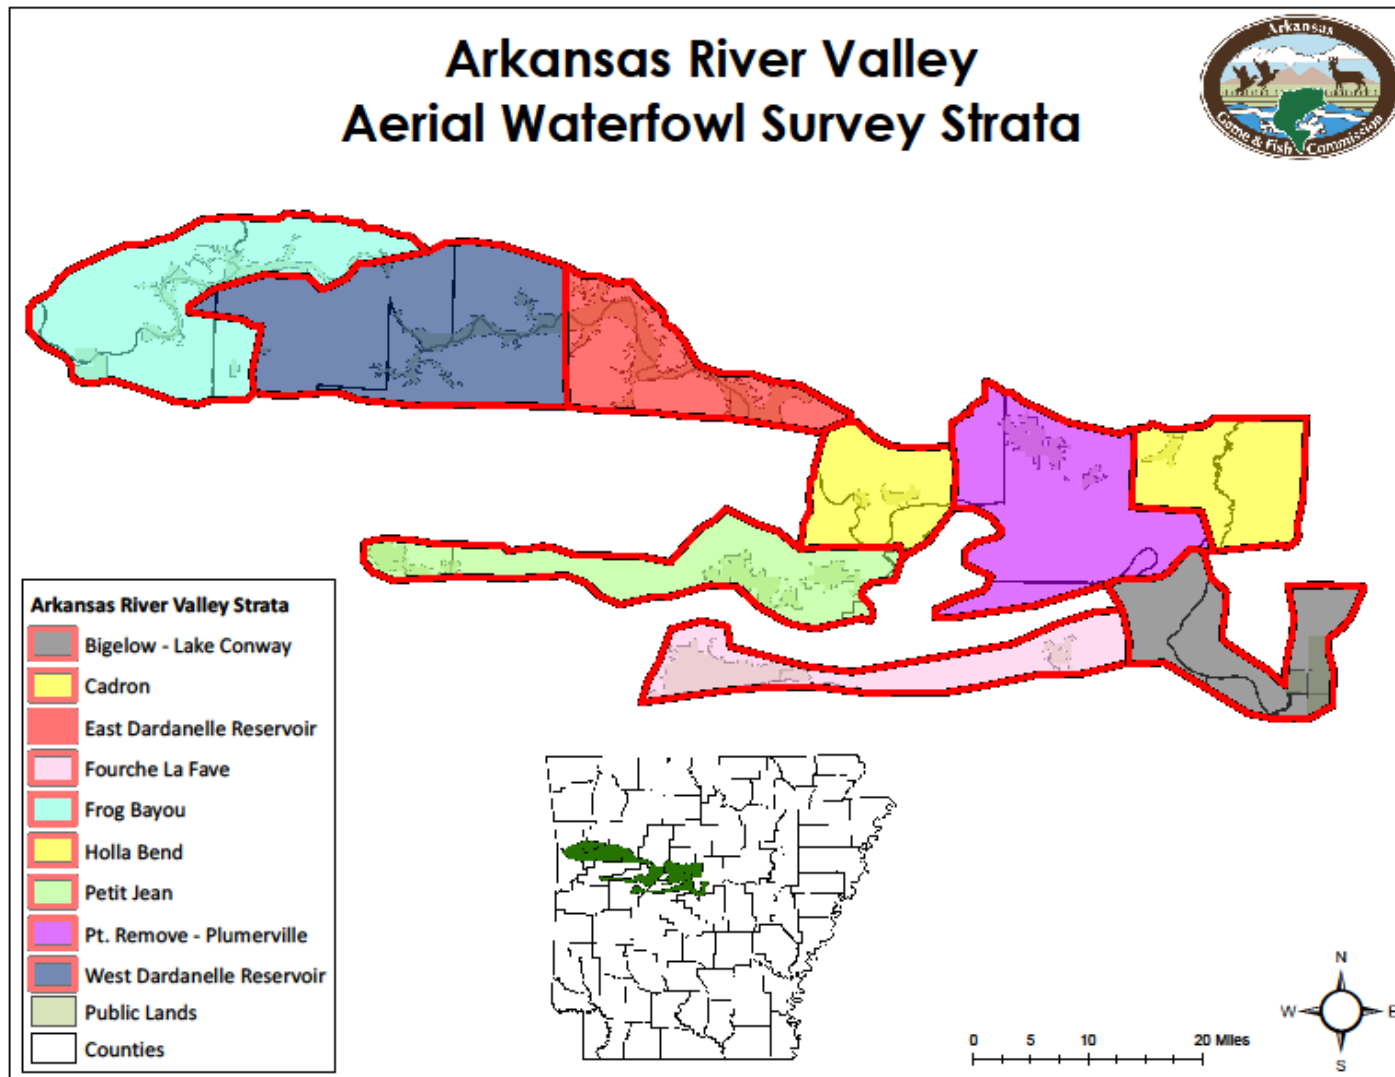 Arkansas River Valley
Aerial Waterfowl Survey Strata
Arkansas
Game & Fish Commission
Arkansas River Valley Strata
Bigelow - Lake Conway
Cadron
East Dardanelle Reservoir
Fourche La Fave
Frog Bayou
Holla Bend
Petit Jean
Pt. Remove - Plumerville
West Dardanelle Reservoir
Public Lands
Counties
N
W E
S
0 5 10 20 Miles